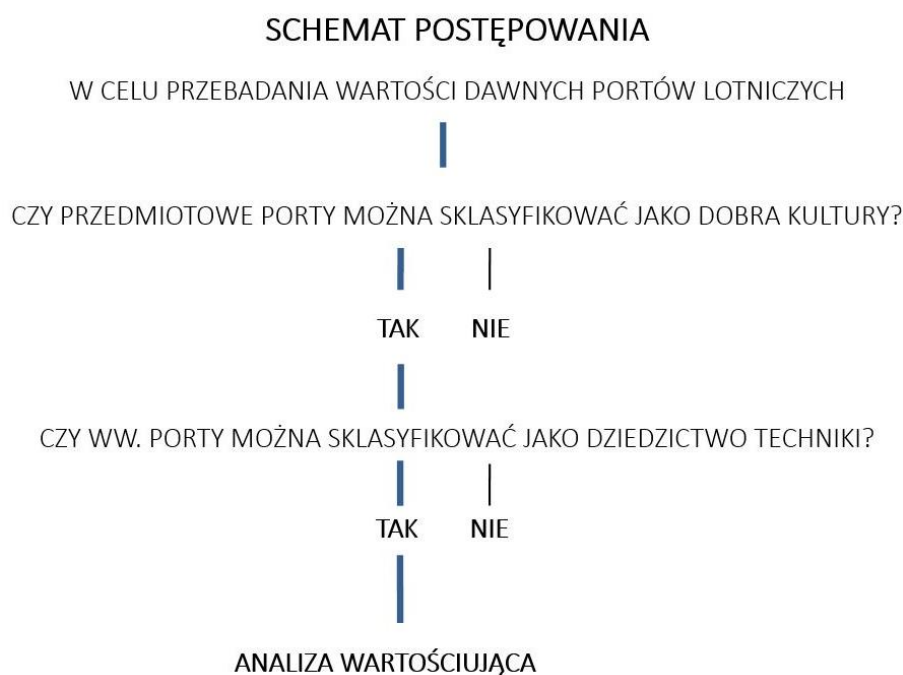 SCHEMAT POSTĘPOWANIA
W CELU PRZEBADANIA WARTOŚCI DAWNYCH PORTÓW LOTNICZYCH
CZY PRZEDMIOTOWE PORTY MOŻNA SKLASYFIKOWAĆ JAKO DOBRA KULTURY?
TAK NIE
CZY WW. PORTY MOŻNA SKLASYFIKOWAĆ JAKO DZIEDZICTWO TECHNIKI?
TAK NIE
ANALIZA WARTOŚCIUJĄCA